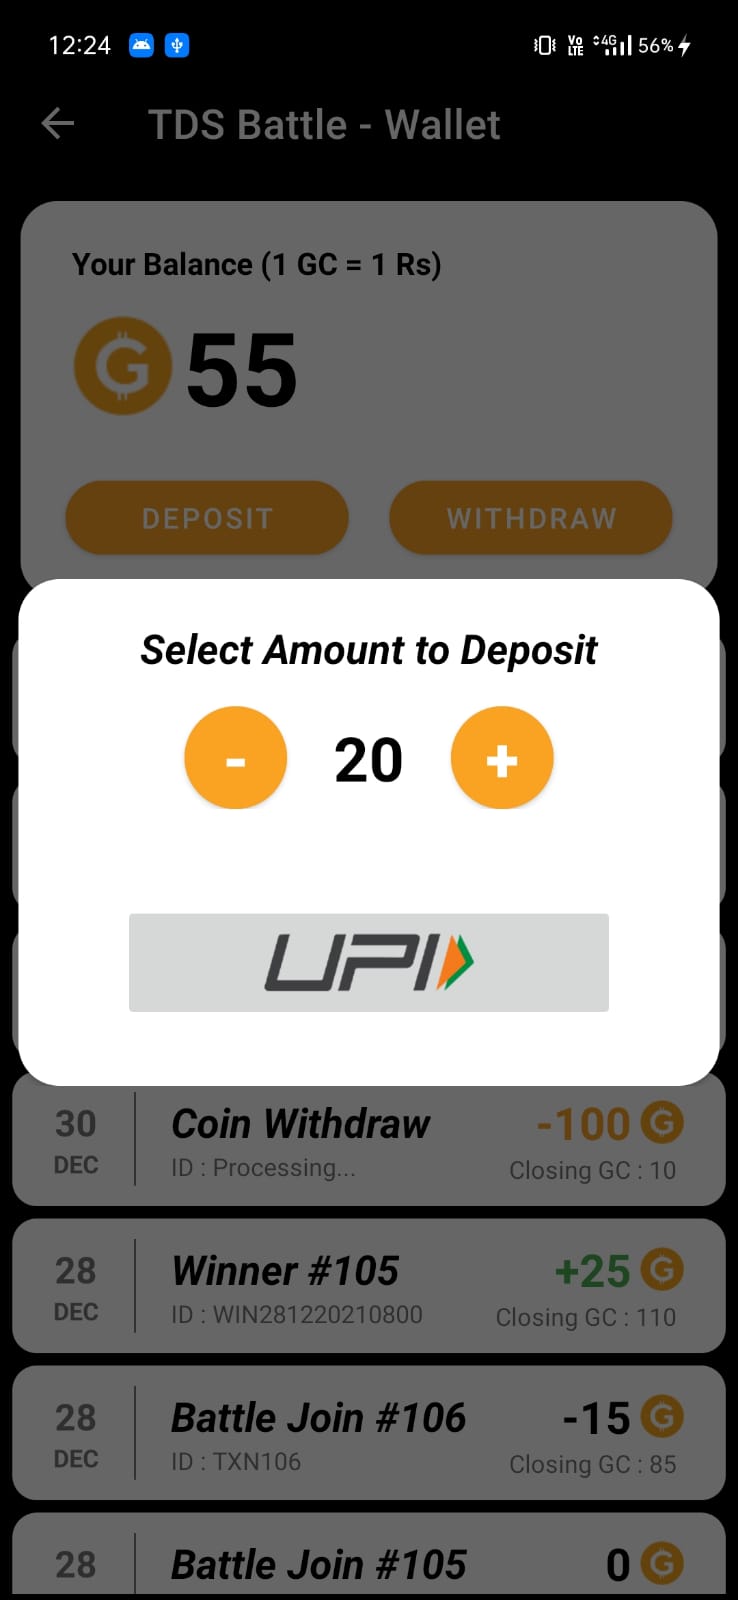 12:24
Vo LTE 4G 56%
TDS Battle - Wallet
Your Balance (1 GC = 1 Rs)
G 55
DEPOSIT WITHDRAW
Select Amount to Deposit
- 20 +
UPI
30 Coin Withdraw -100 G
DEC ID : Processing... Closing GC : 10
28 Winner #105 +25 G
DEC ID : WIN281220210800 Closing GC : 110
28 Battle Join #106 -15 G
DEC ID : TXN106 Closing GC : 85
28 Battle Join #105 0 G